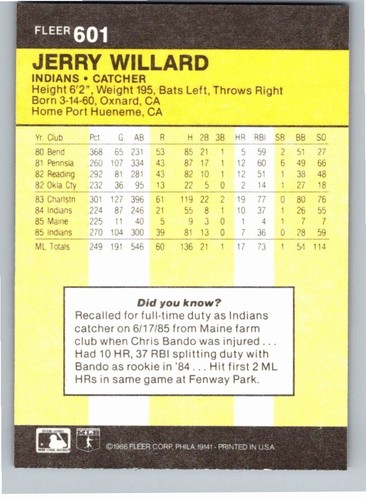 FLEER 601
JERRY WILLARD
INDIANS • CATCHER
Height 6'2", Weight 195, Bats Left, Throws Right
Born 3-14-60, Oxnard, CA
Home Port Hueneme, CA
Yr. Club Pct G AB R H 2B 3B HR RBI SB BB SO
80 Bend 368 65 231 53 85 21 1 5 59 2 51 27
81 Pennsla 260 107 334 43 87 17 1 12 60 6 49 66
82 Reading 292 81 281 43 82 10 1 12 51 1 38 48
82 Okla Cty 232 36 95 13 22 5 0 2 14 1 27 18
83 Charlstn 301 127 396 61 119 22 2 19 77 0 80 76
84 Indians 224 87 246 21 55 8 1 10 37 1 26 55
85 Maine 225 11 40 5 9 3 0 1 4 1 7 7
85 Indians 270 104 300 39 81 13 0 7 36 0 28 59
ML Totals 249 191 546 60 136 21 1 17 73 1 51 114
Did you know?
Recalled for full-time duty as Indians
catcher on 6/17/85 from Maine farm
club when Chris Bando was injured ...
Had 10 HR, 37 RBI splitting duty with
Bando as rookie in '84 ... Hit first 2 ML
HRs in same game at Fenway Park.
©1986 FLEER CORP. PHILA. 19141 - PRINTED IN U.S.A.